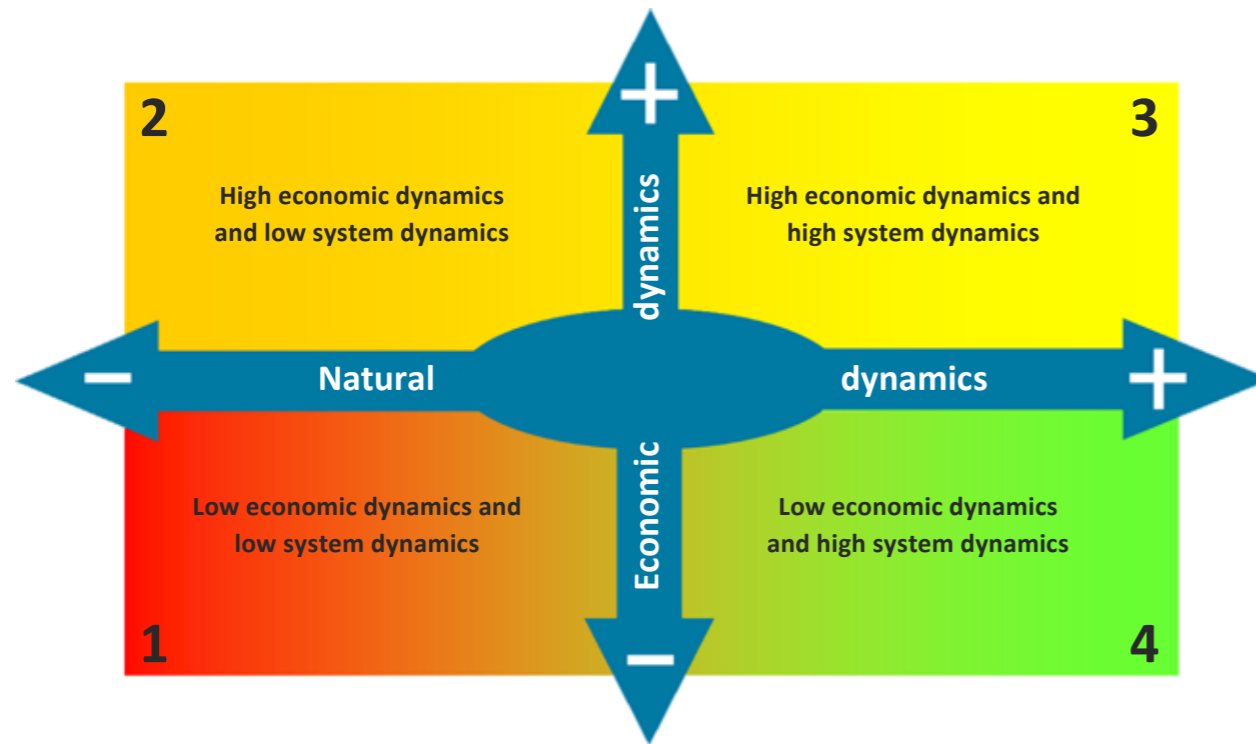 2
3
+
High economic dynamics
and low system dynamics
High economic dynamics and
high system dynamics
dynamics
− Natural dynamics +
Economic
Low economic dynamics and
low system dynamics
Low economic dynamics
and high system dynamics
1
−
4